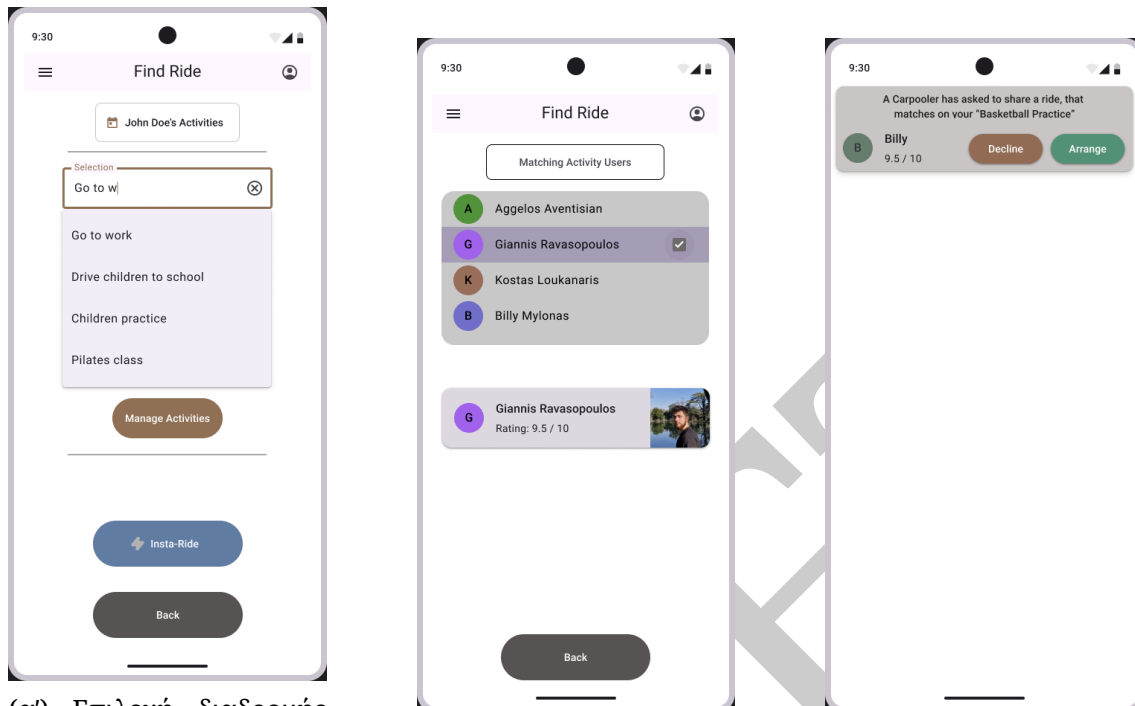 9:30
Find Ride
John Doe's Activities
Selection
Go to w
Go to work
Drive children to school
Children practice
Pilates class
Manage Activities
Insta-Ride
Back
(α') Επιλογή διαδρομής
9:30
Find Ride
Matching Activity Users
A Aggelos Aventisian
G Giannis Ravasopoulos
K Kostas Loukanaris
B Billy Mylonas
G Giannis Ravasopoulos
Rating: 9.5 / 10
Back
9:30
A Carpooler has asked to share a ride, that
matches on your "Basketball Practice"
B Billy
9.5 / 10
Decline Arrange